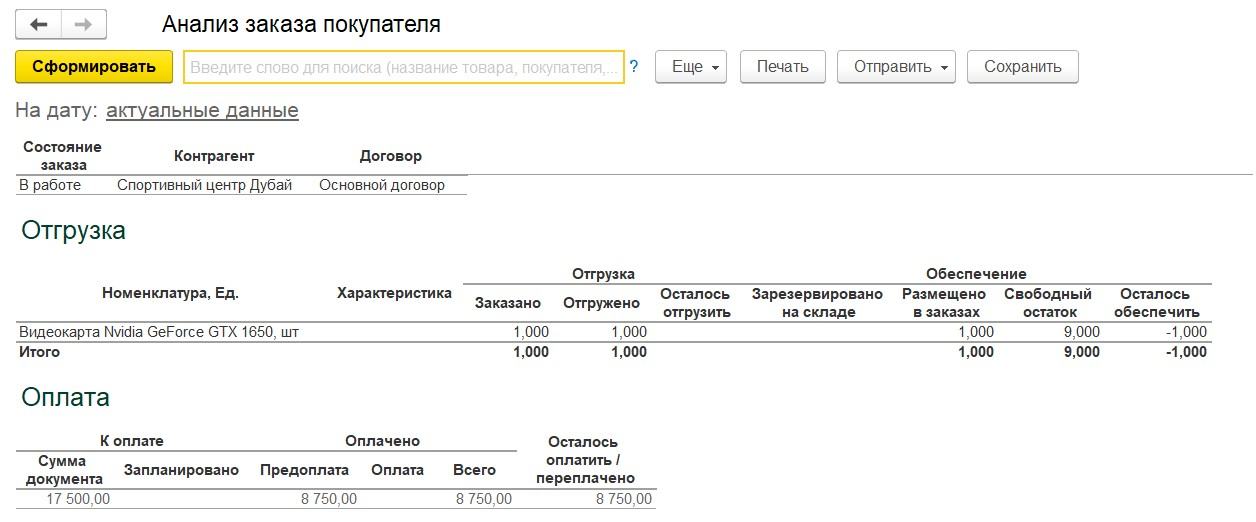 Анализ заказа покупателя
Сформировать Введите слово для поиска (название товара, покупателя,... ? Еще Печать Отправить Сохранить
На дату: актуальные данные
Состояние заказа Контрагент Договор
В работе Спортивный центр Дубай Основной договор
Отгрузка
Отгрузка Обеспечение
Номенклатура, Ед. Характеристика Заказано Отгружено Осталось отгрузить Зарезервировано на складе Размещено в заказах Свободный остаток Осталось обеспечить
Видеокарта Nvidia GeForce GTX 1650, шт 1,000 1,000 1,000 9,000 -1,000
Итого 1,000 1,000 1,000 9,000 -1,000
Оплата
К оплате Оплачено Осталось оплатить / переплачено
Сумма документа Запланировано Предоплата Оплата Всего
17 500,00 8 750,00 8 750,00 8 750,00